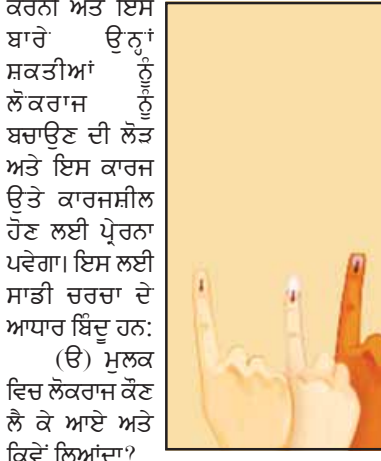 ਕਰਨੀ ਅਤੇ ਇਸ
ਬਾਰੇ ਉਨ੍ਹਾਂ
ਸ਼ਕਤੀਆਂ ਨੂੰ
ਲੋਕਰਾਜ ਨੂੰ
ਬਚਾਉਣ ਦੀ ਲੋੜ
ਅਤੇ ਇਸ ਕਾਰਜ
ਉਤੇ ਕਾਰਜਸ਼ੀਲ
ਹੋਣ ਲਈ ਪ੍ਰੇਰਨਾ
ਪਵੇਗਾ। ਇਸ ਲਈ
ਸਾਡੀ ਚਰਚਾ ਦੇ
ਆਧਾਰ ਬਿੰਦੂ ਹਨ:
(ੳ) ਮੁਲਕ
ਵਿਚ ਲੋਕਰਾਜ ਕੌਣ
ਲੈ ਕੇ ਆਏ ਅਤੇ
ਕਿਵੇਂ ਲਿਆਂਦਾ?